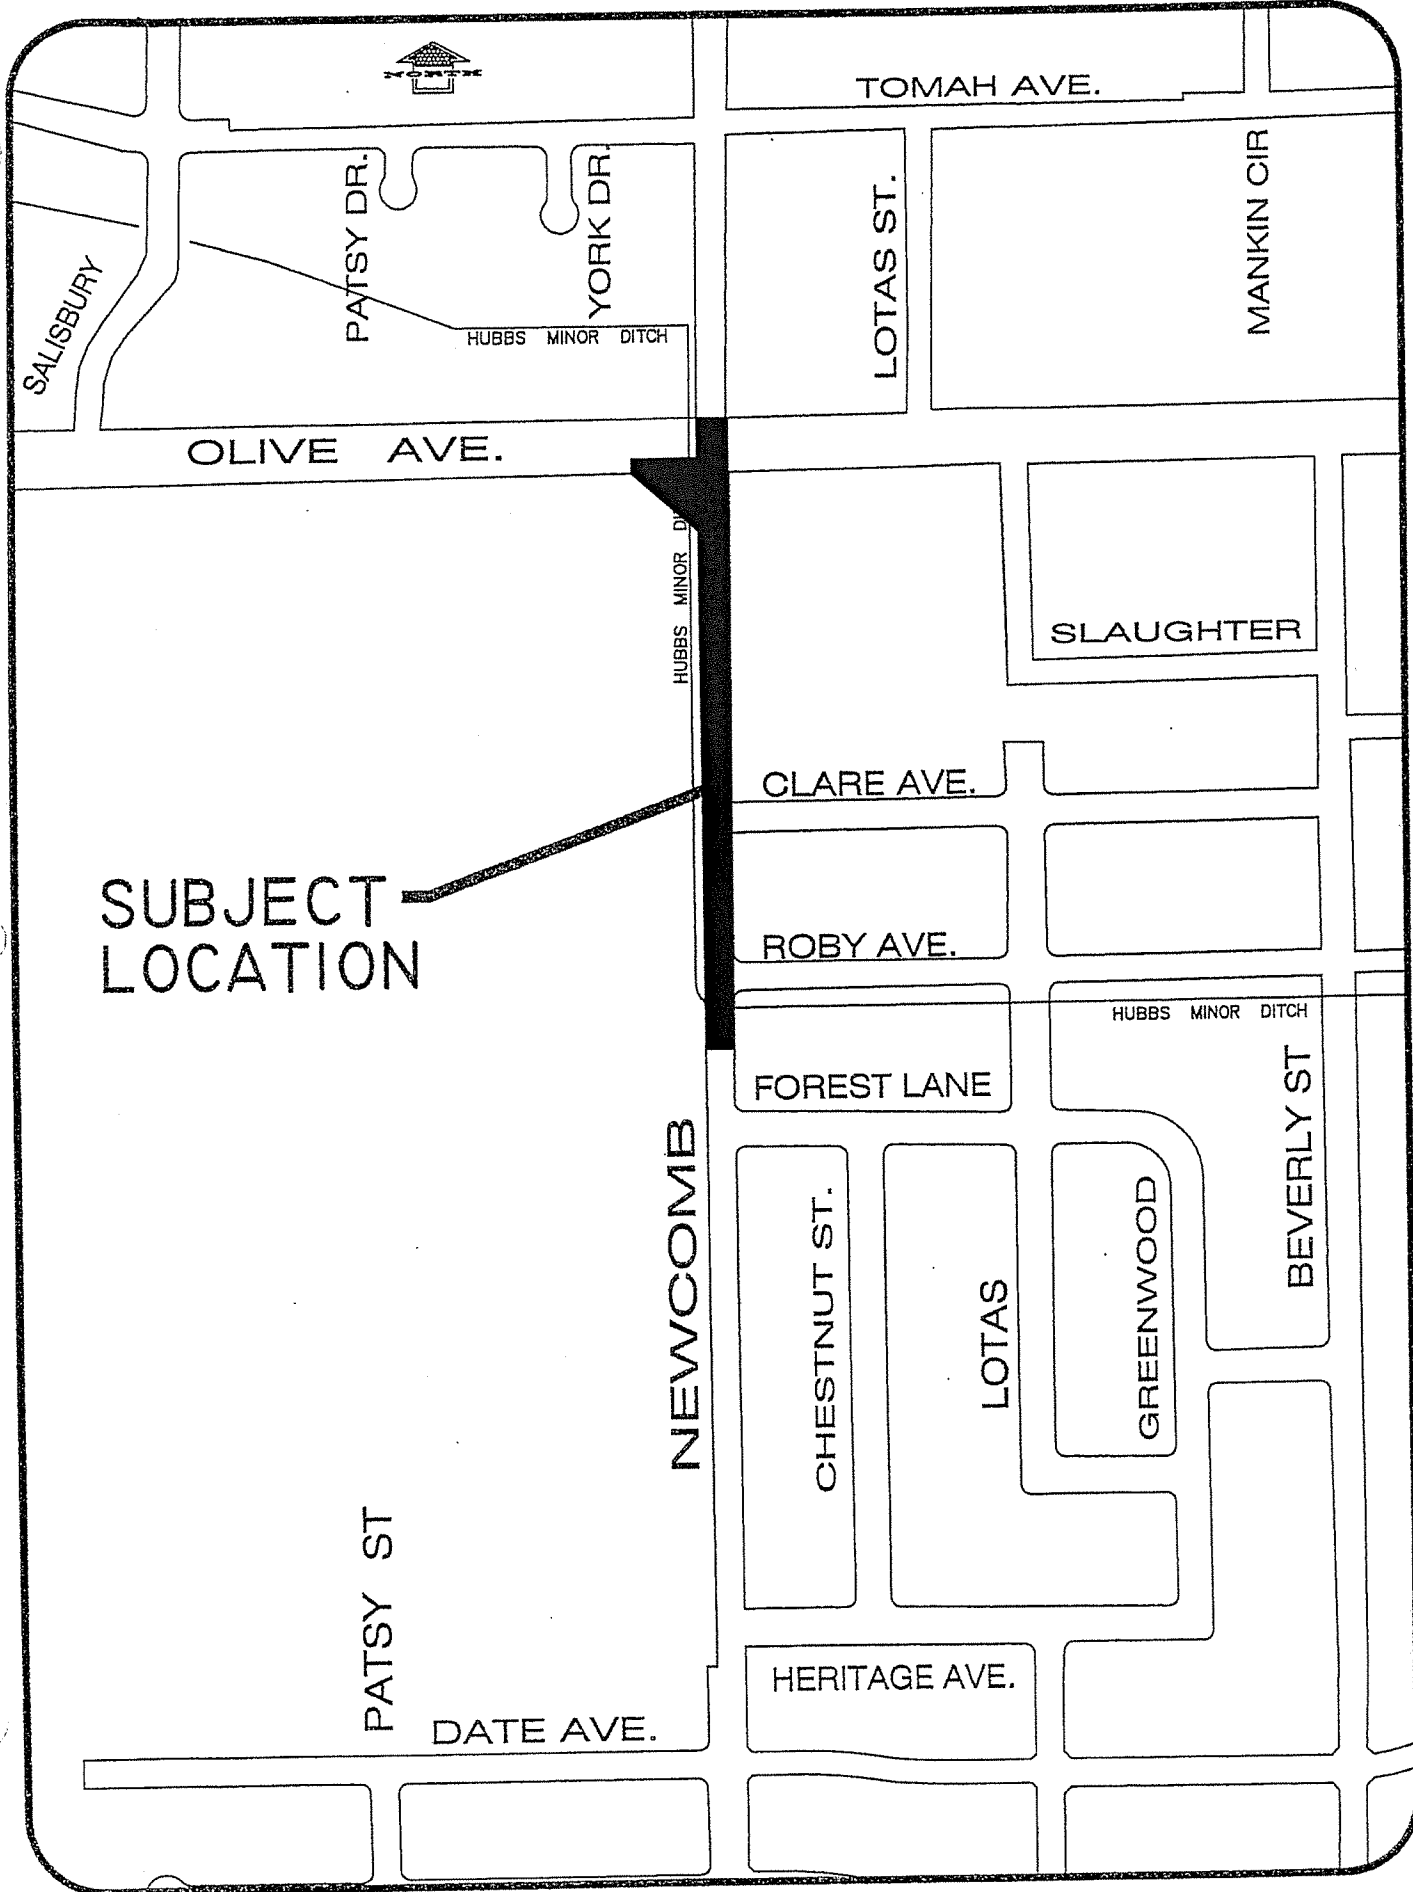 NORTH
TOMAH AVE.
PATSY DR.
YORK DR.
LOTAS ST.
MANKIN CIR
SALISBURY
HUBBS MINOR DITCH
OLIVE AVE.
HUBBS MINOR DI
SLAUGHTER
CLARE AVE.
SUBJECT
LOCATION
ROBY AVE.
HUBBS MINOR DITCH
FOREST LANE
BEVERLY ST
NEWCOMB
CHESTNUT ST.
LOTAS
GREENWOOD
PATSY ST
HERITAGE AVE.
DATE AVE.